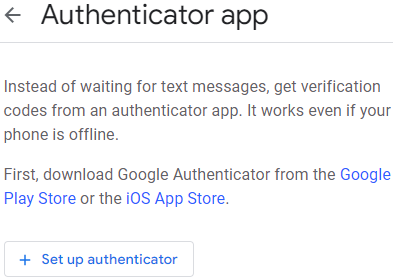 Authenticator app
Instead of waiting for text messages, get verification
codes from an authenticator app. It works even if your
phone is offline.
First, download Google Authenticator from the Google
Play Store or the iOS App Store.
+ Set up authenticator